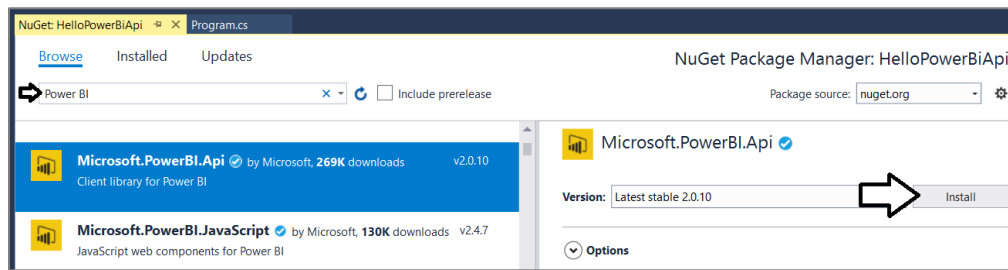 NuGet: HelloPowerBiApi Program.cs
Browse Installed Updates
NuGet Package Manager: HelloPowerBiApi
Power BI
Include prerelease
Package source: nuget.org
Microsoft.PowerBI.Api by Microsoft, 269K downloads v2.0.10
Client library for Power BI
Microsoft.PowerBI.JavaScript by Microsoft, 130K downloads v2.4.7
JavaScript web components for Power BI
Microsoft.PowerBI.Api
Version: Latest stable 2.0.10 Install
Options